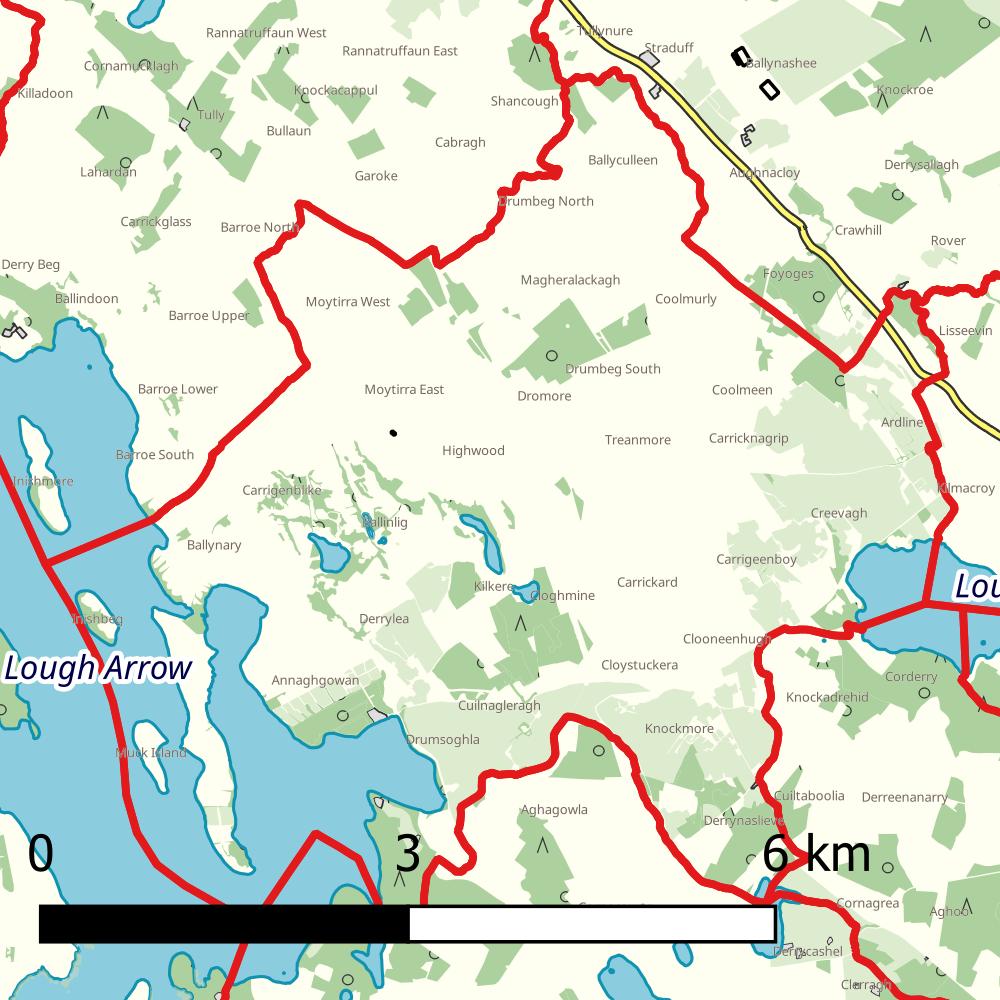 Tullynure
Rannatruffaun West
Straduff
Rannatruffaun East
Ballynashee
Cornamucklagh
Killadoon
Knockacappul
Knockroe
Shancough
Tully
Bullaun
Cabragh
Ballyculleen
Derrysallagh
Lahardan
Garoke
Aughnacloy
Drumbeg North
Carrickglass
Barroe North
Crawhill
Rover
Derry Beg
Foyoges
Magheralackagh
Ballindoon
Moytirra West
Coolmurly
Barroe Upper
Lisseevin
Drumbeg South
Barroe Lower
Moytirra East
Dromore
Coolmeen
Ardline
Treanmore
Carricknagrip
Barroe South
Highwood
Inishmore
Carrigenblike
Kilmacroy
Ballinlig
Creevagh
Ballynary
Carrigeenboy
Carrickard
Kilkere
Lou
Cloghmine
Inishbeg
Derrylea
Clooneenhugh
Lough Arrow
Cloystuckera
Annaghgowan
Corderry
Knockadrehid
Cuilnagleragh
Knockmore
Drumsoghla
Muck Island
Cuiltaboolia
Derreenanarry
Aghagowla
Derrynaslieve
0 3 6 km
Cornagrea
Aghoo
Derrycashel
Clerragh